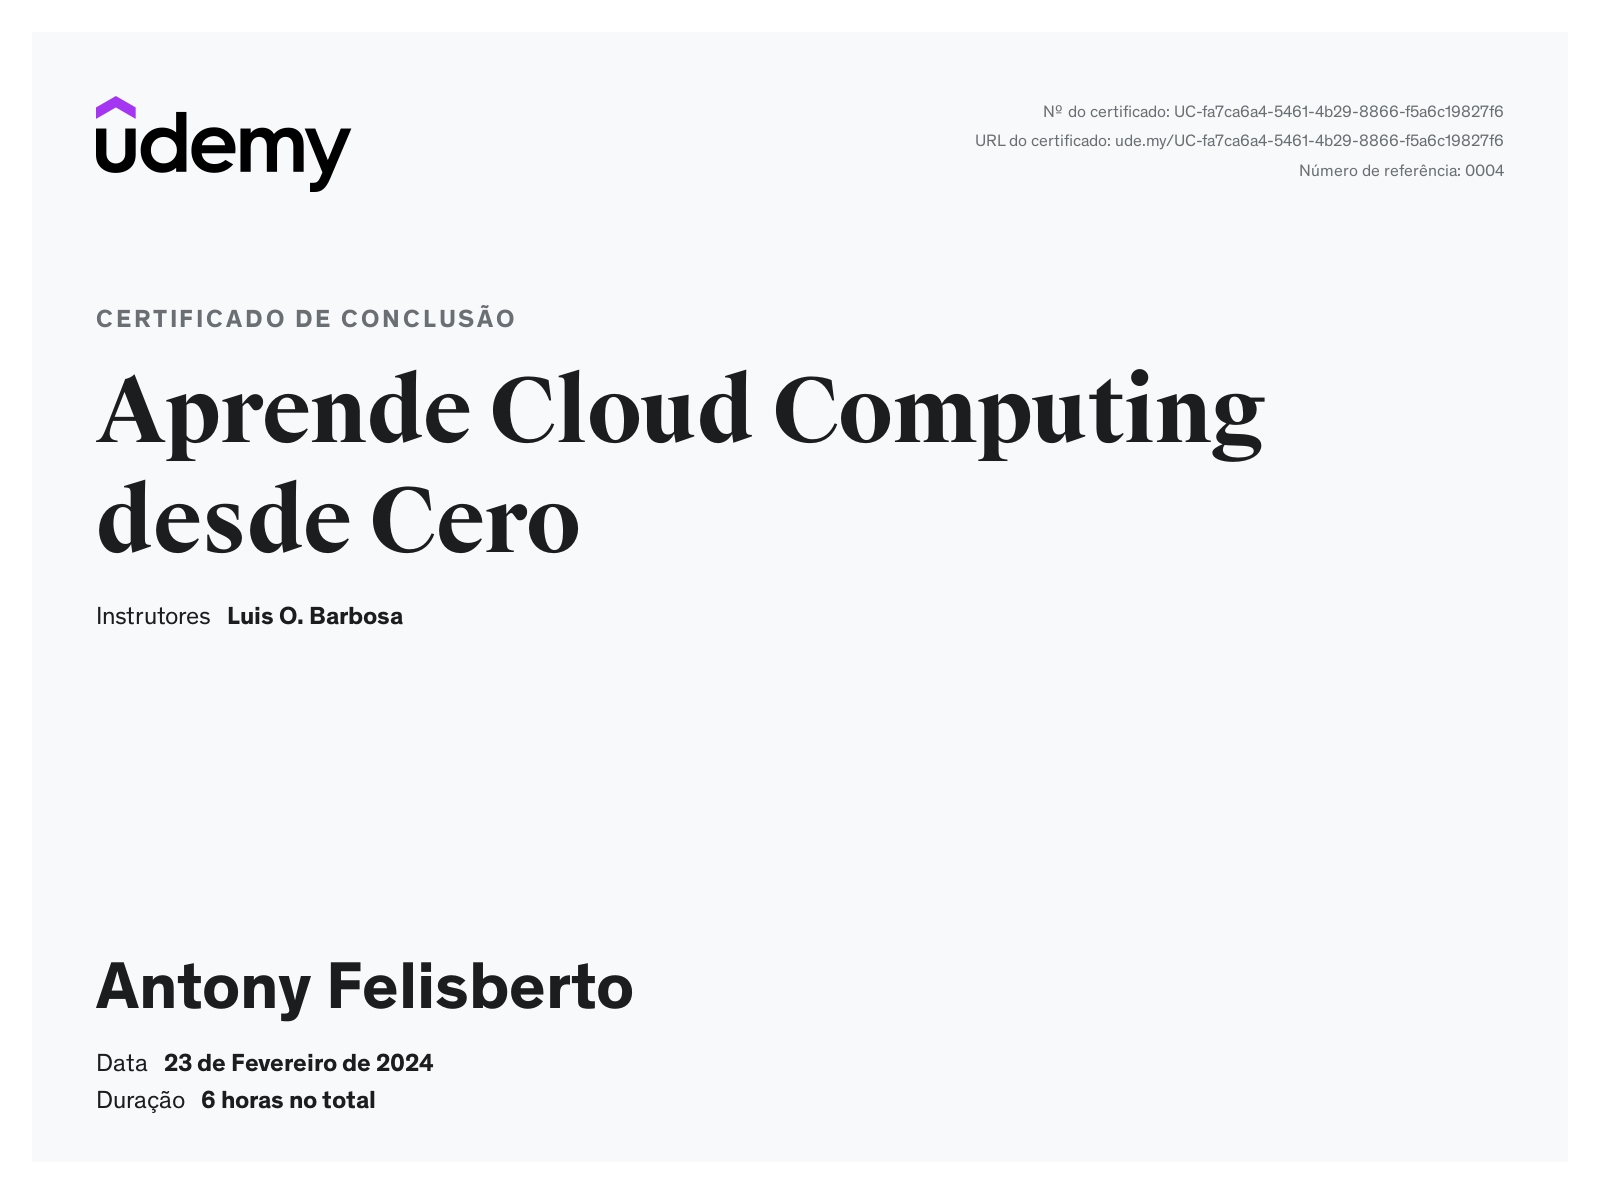 udemy
Nº do certificado: UC-fa7ca6a4-5461-4b29-8866-f5a6c19827f6
URL do certificado: ude.my/UC-fa7ca6a4-5461-4b29-8866-f5a6c19827f6
Número de referência: 0004
CERTIFICADO DE CONCLUSÃO
Aprende Cloud Computing
desde Cero
Instrutores Luis O. Barbosa
Antony Felisberto
Data 23 de Fevereiro de 2024
Duração 6 horas no total